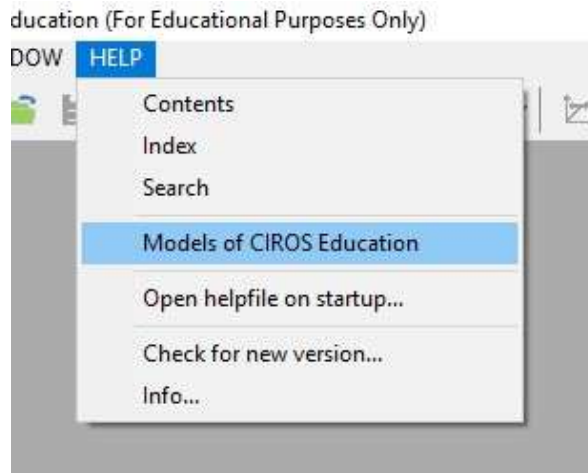 ducation (For Educational Purposes Only)
DOW HELP
Contents
Index
Search
Models of CIROS Education
Open helpfile on startup...
Check for new version...
Info...